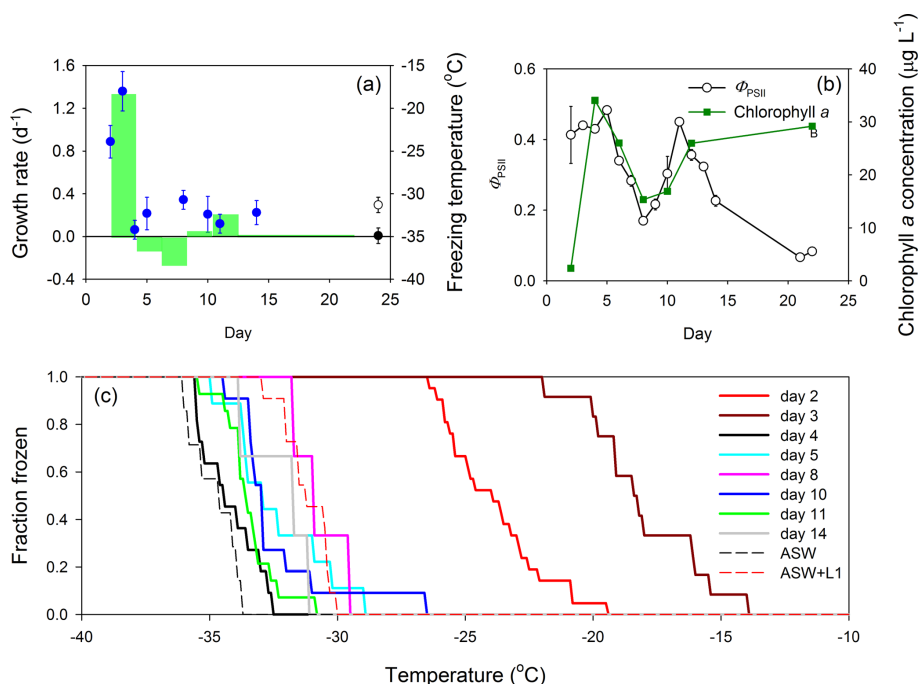 (a)
Growth rate (d-1)
1.6
1.2
0.8
0.4
0.0
-0.4
0
5
10
15
20
25
Day
-15
-20
-25
-30
-35
-40
Freezing temperature (oC)
(b)
ΦPSII
Chlorophyll a
ΦPSII
0.6
0.4
0.2
0.0
0
5
10
15
20
25
Day
40
30
20
10
0
Chlorophyll a concentration (μg L-1)
(c)
Fraction frozen
1.0
0.8
0.6
0.4
0.2
0.0
day 2
day 3
day 4
day 5
day 8
day 10
day 11
day 14
ASW
ASW+L1
-40
-35
-30
-25
-20
-15
-10
Temperature (oC)